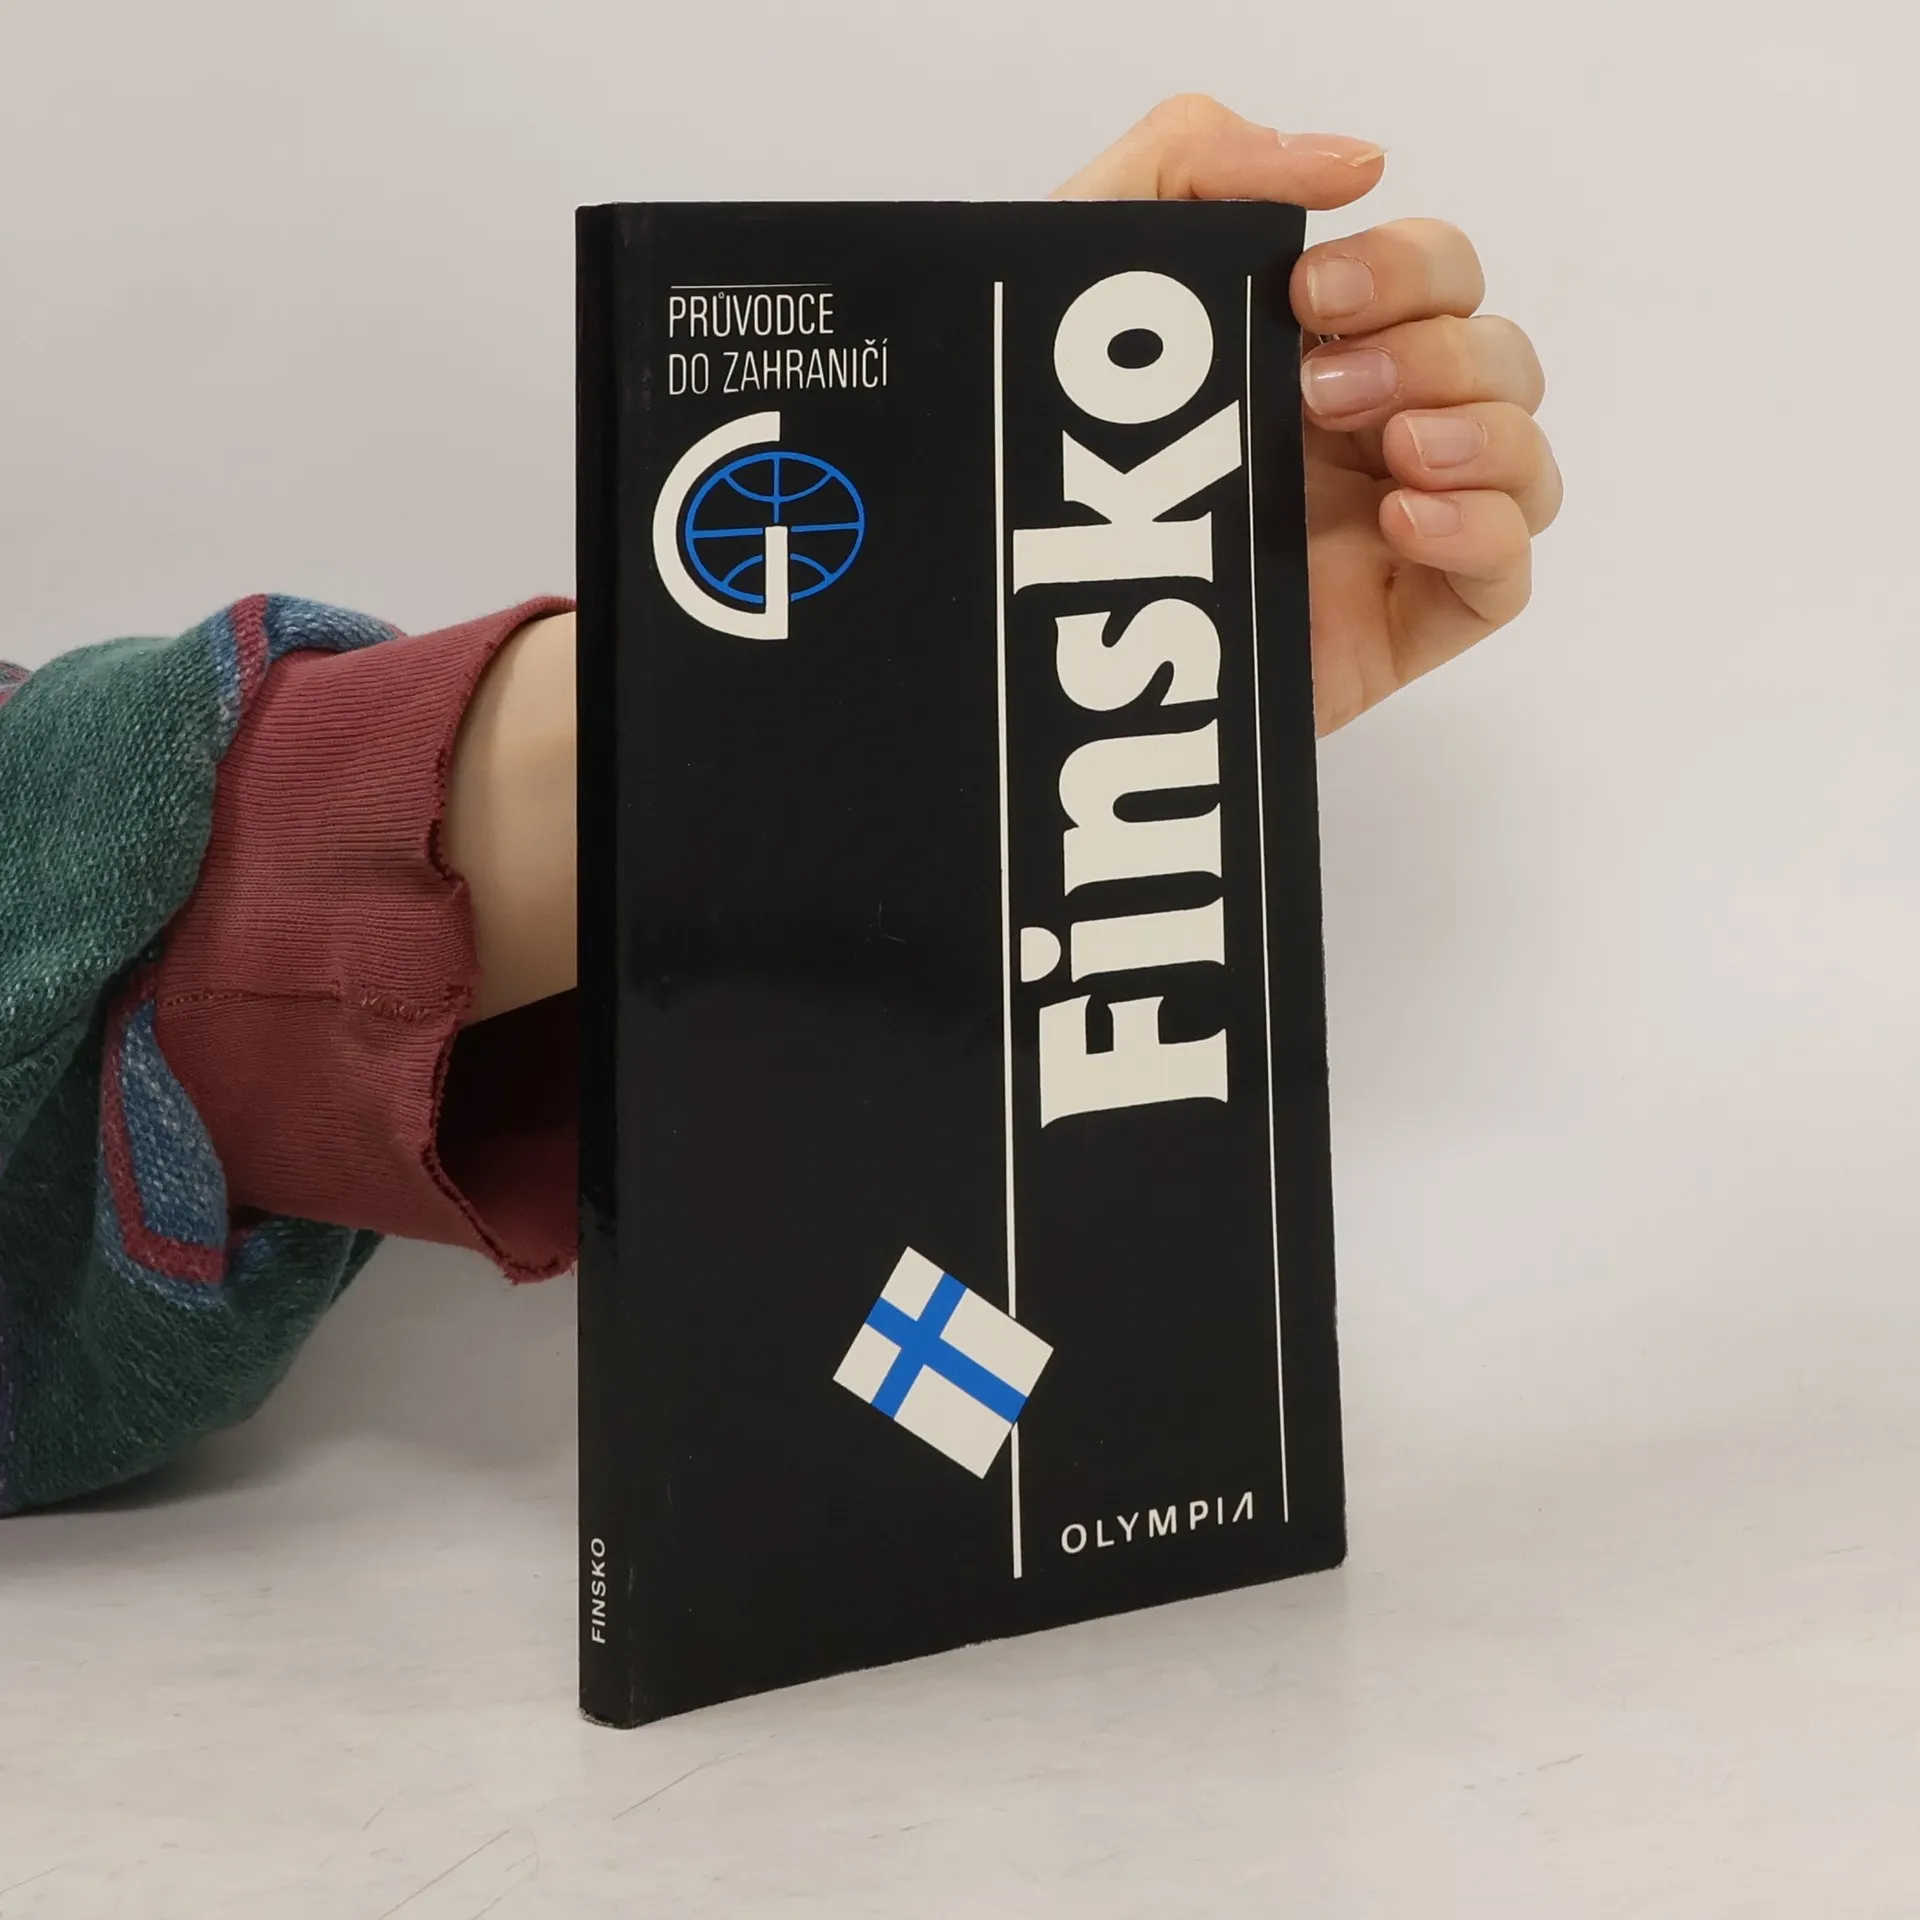 PRŮVODCE
DO ZAHRANIČÍ
Finsko
OLYMPIA
FINSKO